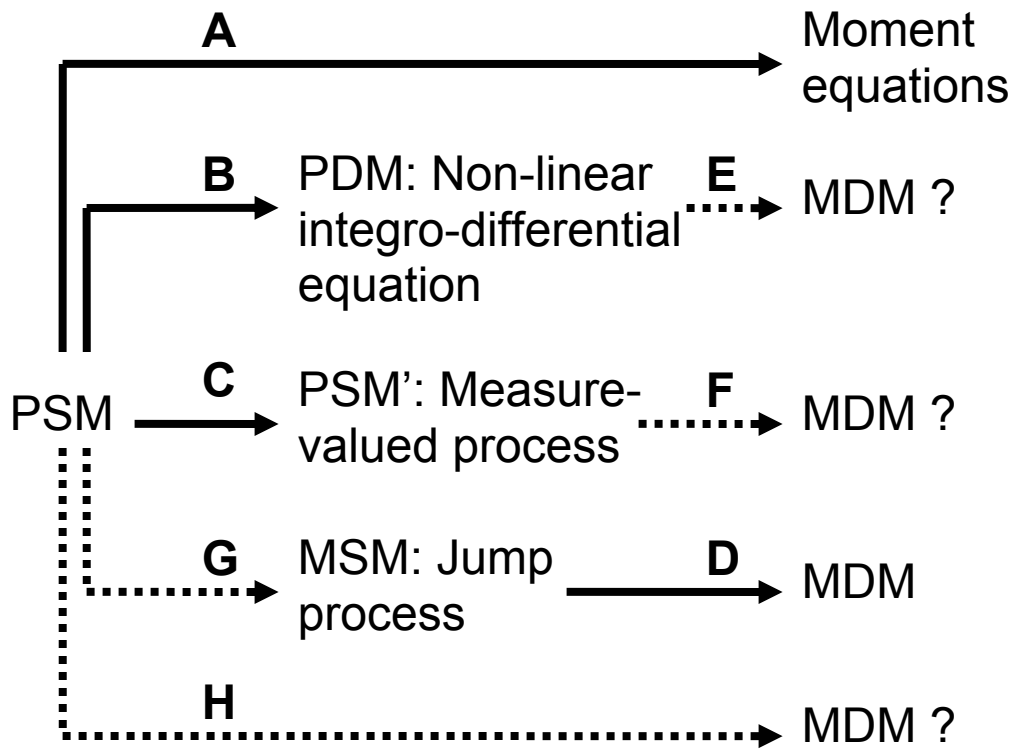 A
Moment
equations
B
PDM: Non-linear
integro-differential
equation
E
MDM ?
PSM
C
PSM’: Measure-
valued process
F
MDM ?
G
MSM: Jump
process
D
MDM
H
MDM ?